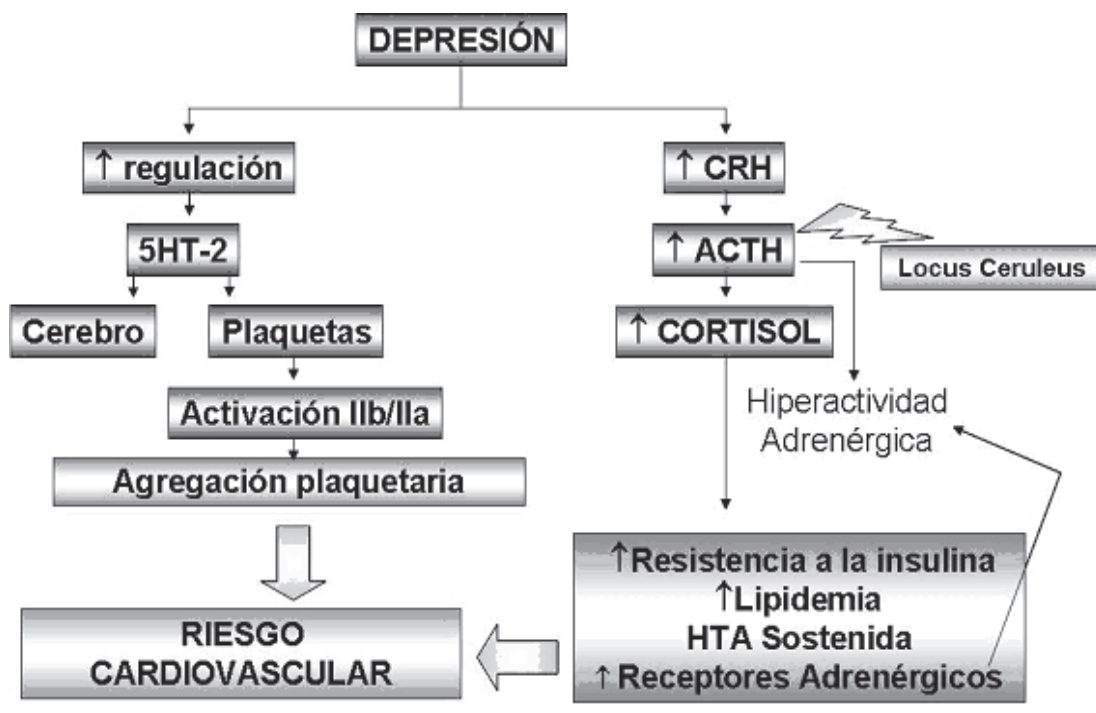 DEPRESIÓN
↑ regulación
5HT-2
Cerebro
Plaquetas
Activación IIb/IIa
Agregación plaquetaria
↑ CRH
↑ ACTH
Locus Ceruleus
↑ CORTISOL
Hiperactividad
Adrenérgica
↑Resistencia a la insulina
↑Lipidemia
HTA Sostenida
↑ Receptores Adrenérgicos
RIESGO
CARDIOVASCULAR